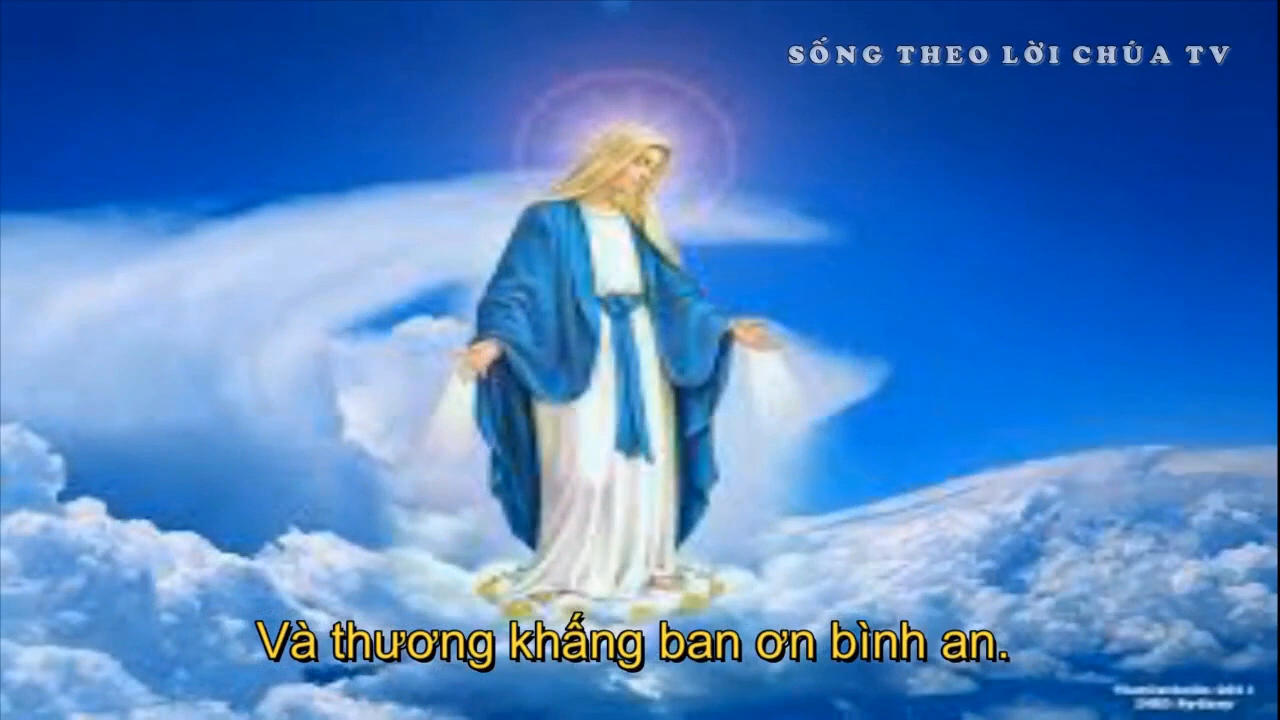 SỐNG THEO LỜI CHÚA TV
Và thương khấng ban ơn bình an.